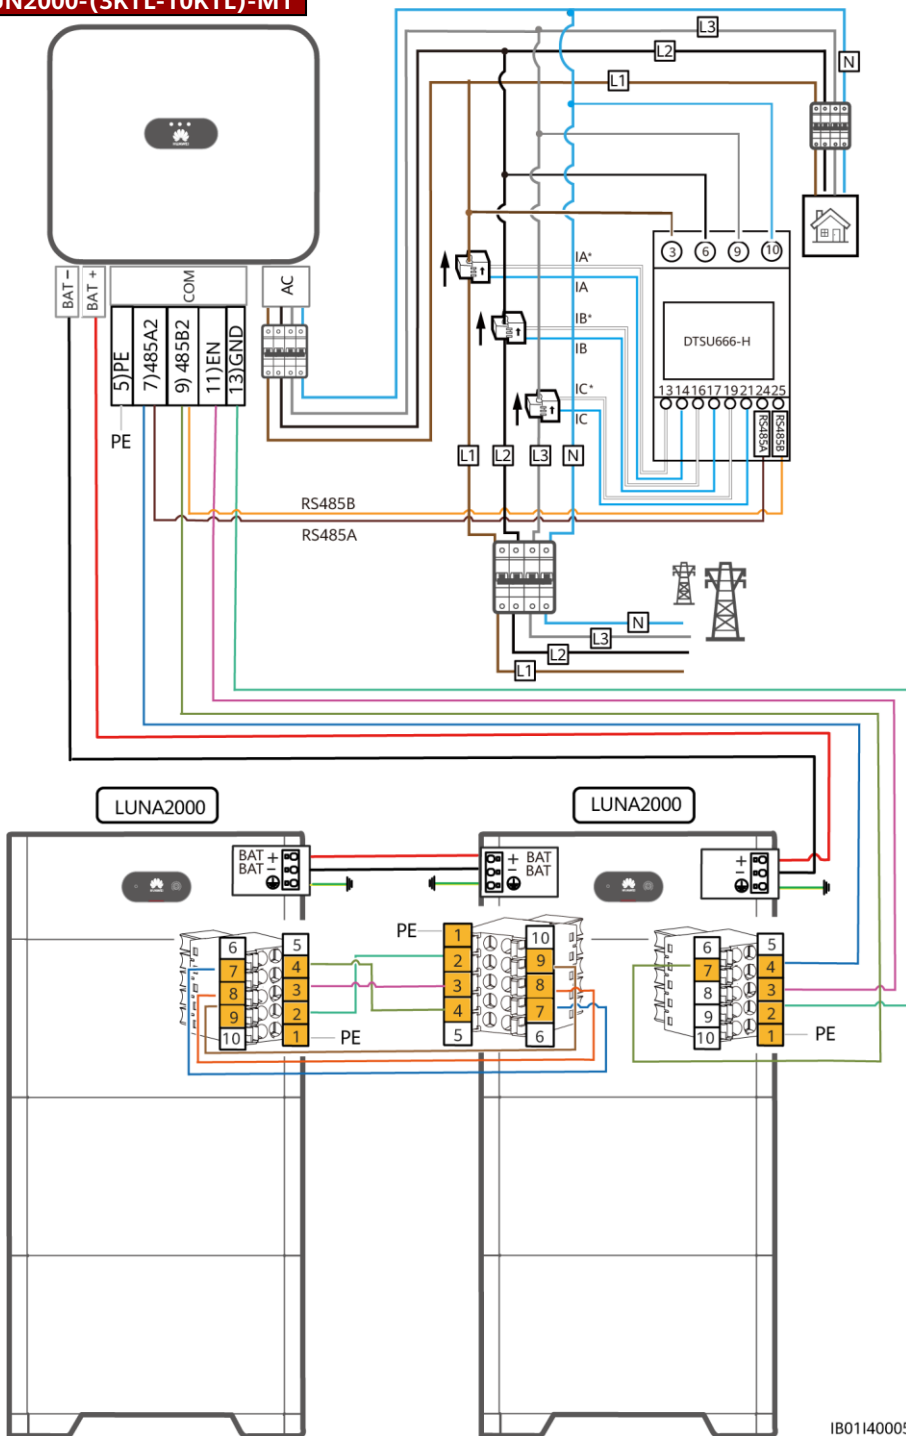 N2000-(3KTL-10KTL)-M1
L3
L2
N
L1
BAT −
BAT +
COM
AC
5)PE
7)485A2
9) 485B2
11)EN
13)GND
PE
IA*
IA
IB*
IB
IC*
IC
3
6
9
10
DTSU666-H
13 14 16 17 19 21 24 25
RS485A
RS485B
L1
L2
L3
N
RS485B
RS485A
N
L3
L2
L1
LUNA2000
LUNA2000
BAT +
BAT −
+ BAT
− BAT
+
−
6
7
8
9
10
5
4
3
2
1
PE
PE
1
2
3
4
5
10
9
8
7
6
6
7
8
9
10
5
4
3
2
1
PE
IB01I40005